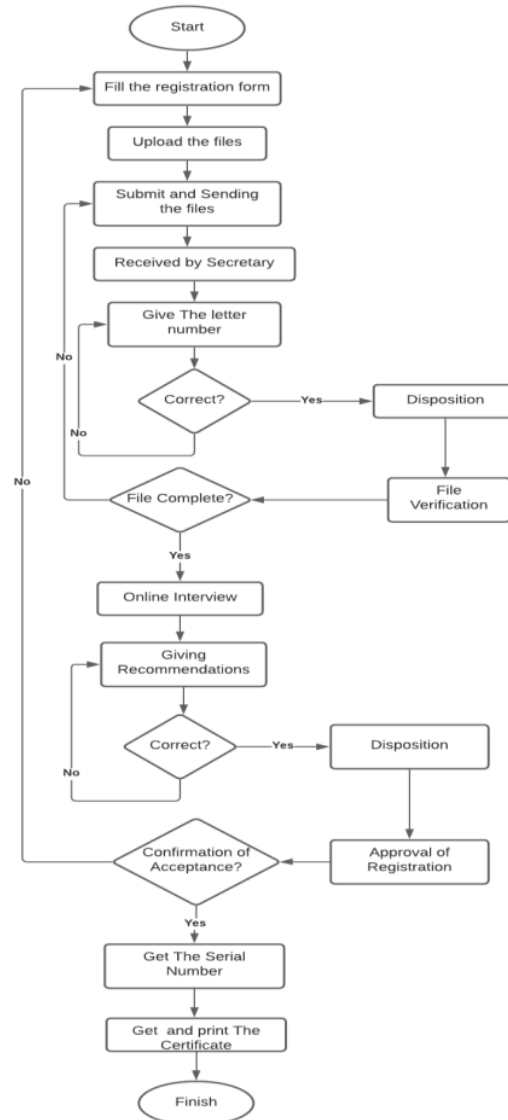 Start
Fill the registration form
Upload the files
Submit and Sending
the files
Received by Secretary
Give The letter
number
No
Correct?
Yes
Disposition
No
No
File Complete?
File
Verification
Yes
Online Interview
Giving
Recommendations
Correct?
Yes
Disposition
No
Confirmation of
Acceptance?
Approval of
Registration
Yes
Get The Serial
Number
Get and print The
Certificate
Finish